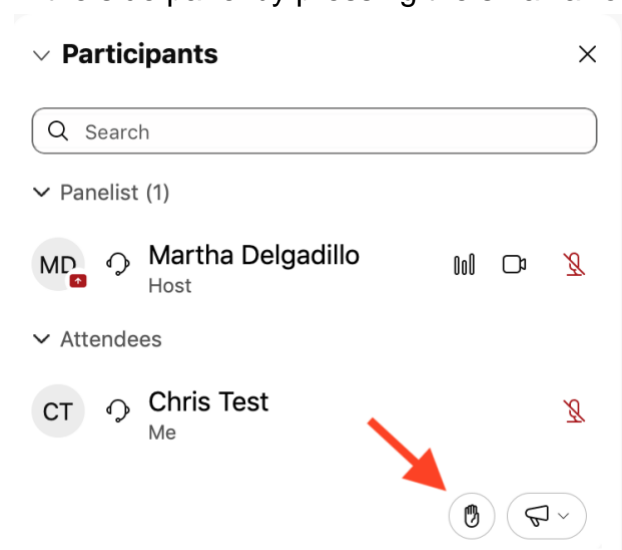 Participants
Search
Panelist (1)
MD
Martha Delgadillo
Host
Attendees
CT
Chris Test
Me